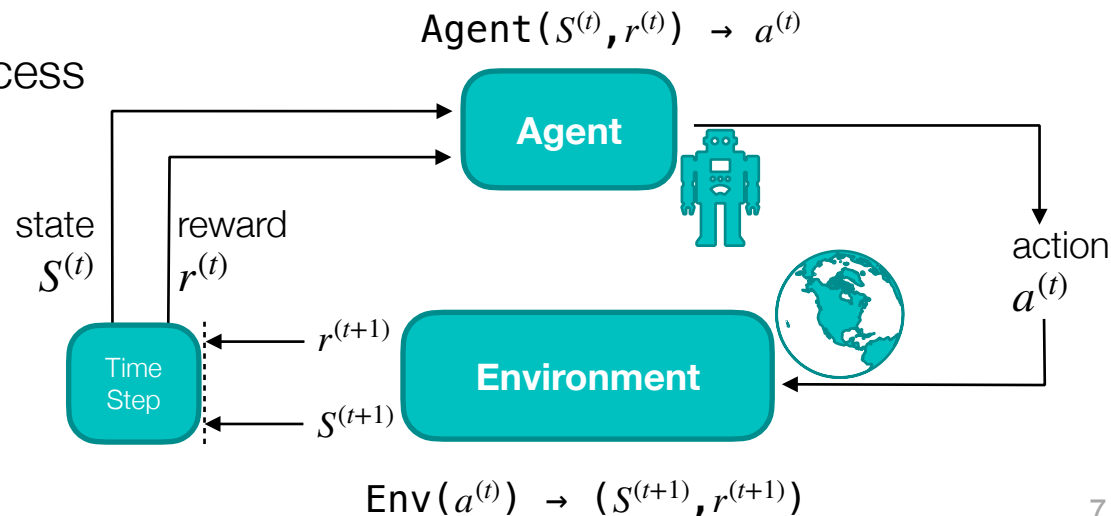 Agent(S^(t), r^(t)) → a^(t)
cess
Agent
state
S^(t)
reward
r^(t)
action
a^(t)
Time
Step
r^(t+1)
S^(t+1)
Environment
Env(a^(t)) → (S^(t+1), r^(t+1))
7